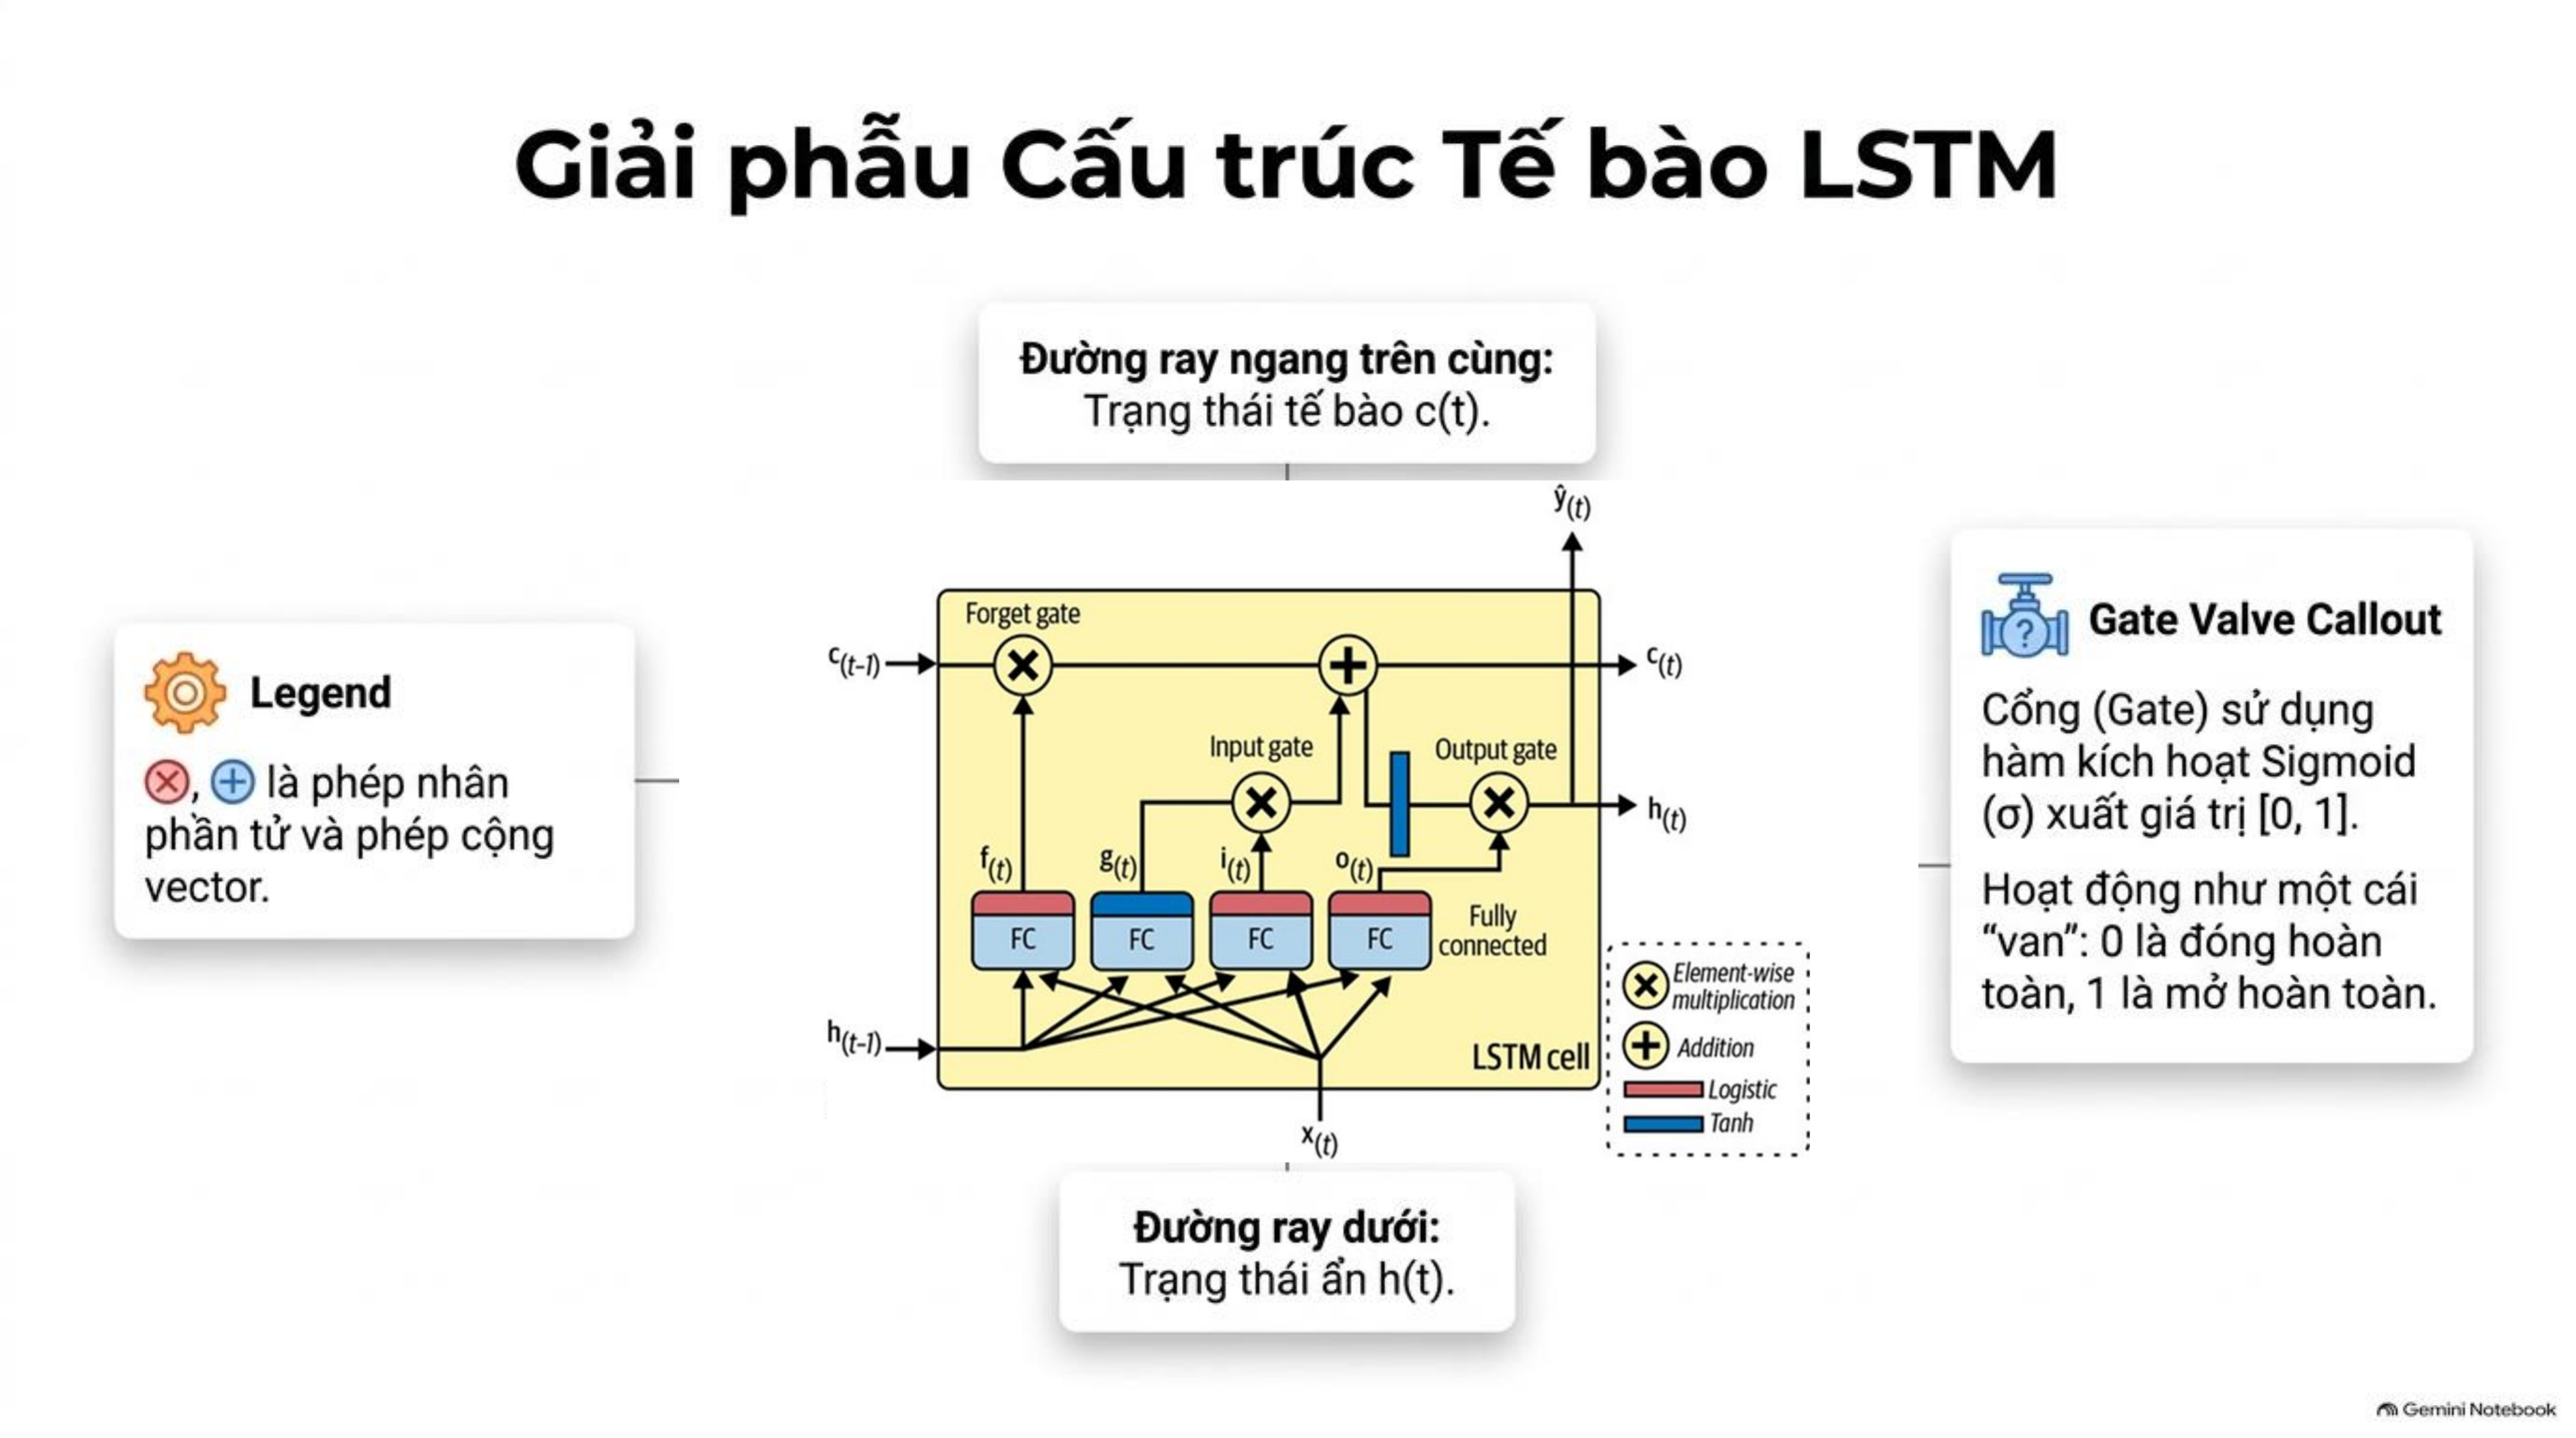 Giải phẫu Cấu trúc Tế bào LSTM
Đường ray ngang trên cùng:
Trạng thái tế bào c(t).
Legend
⊗, ⊕ là phép nhân
phần tử và phép cộng
vector.
ŷ(t)
Forget gate
c(t-1)
c(t)
Input gate
Output gate
h(t)
f(t)
g(t)
i(t)
o(t)
FC
FC
FC
FC
Fully
connected
h(t-1)
LSTM cell
x(t)
Element-wise
multiplication
Addition
Logistic
Tanh
Gate Valve Callout
Cổng (Gate) sử dụng
hàm kích hoạt Sigmoid
(σ) xuất giá trị [0, 1].
Hoạt động như một cái
“van”: 0 là đóng hoàn
toàn, 1 là mở hoàn toàn.
Đường ray dưới:
Trạng thái ẩn h(t).
Gemini Notebook